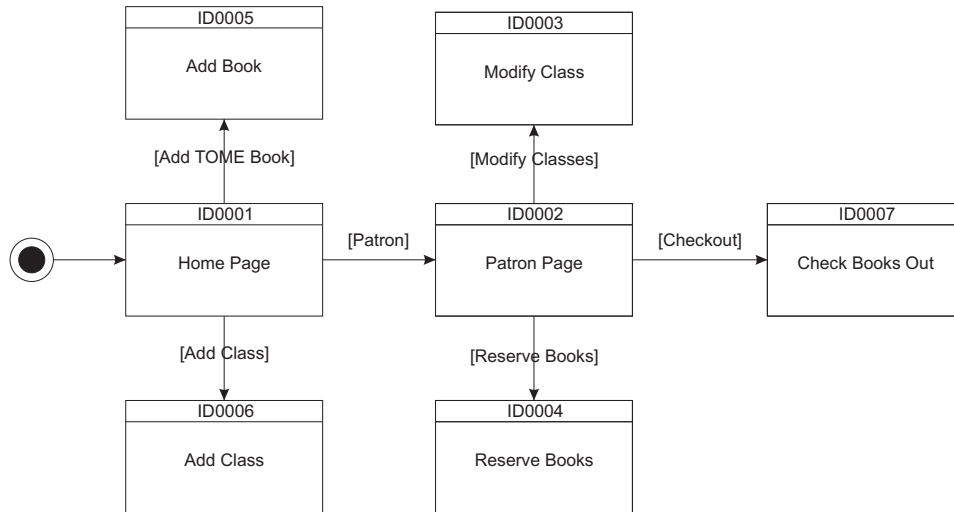 ID0005
Add Book
ID0003
Modify Class
[Add TOME Book]
[Modify Classes]
ID0001
Home Page
[Patron]
ID0002
Patron Page
[Checkout]
ID0007
Check Books Out
[Add Class]
[Reserve Books]
ID0006
Add Class
ID0004
Reserve Books